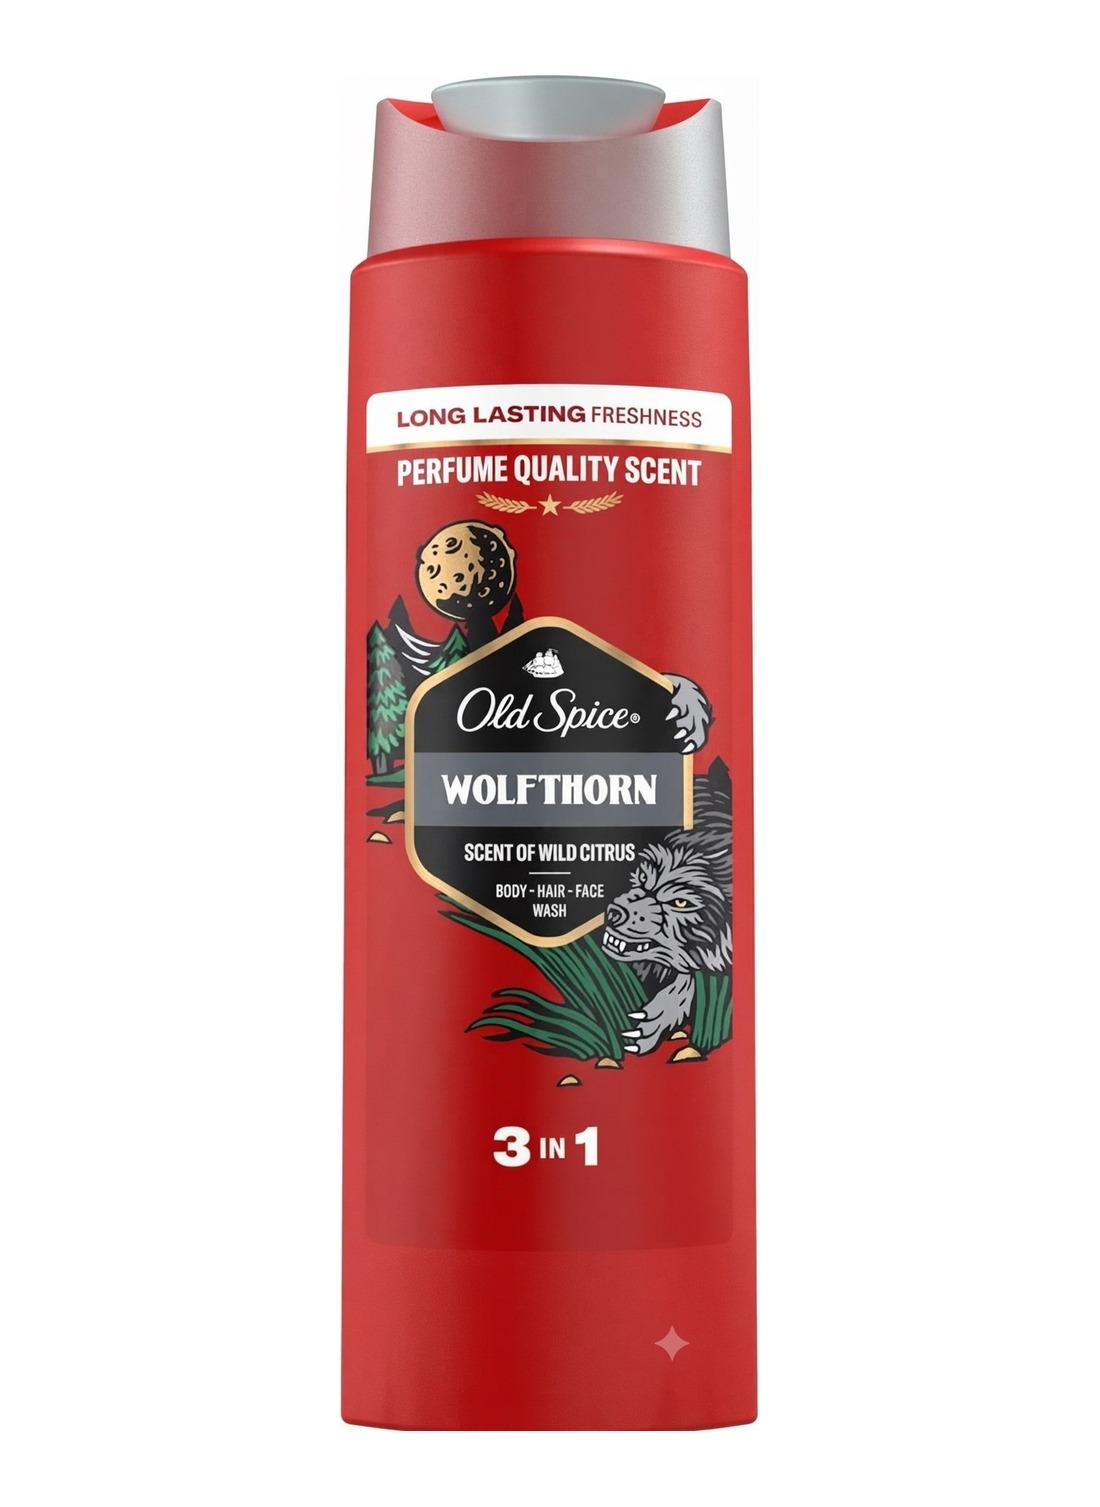 LONG LASTING FRESHNESS
PERFUME QUALITY SCENT
Old Spice®
WOLFTHORN
SCENT OF WILD CITRUS
BODY - HAIR - FACE
WASH
3 IN 1